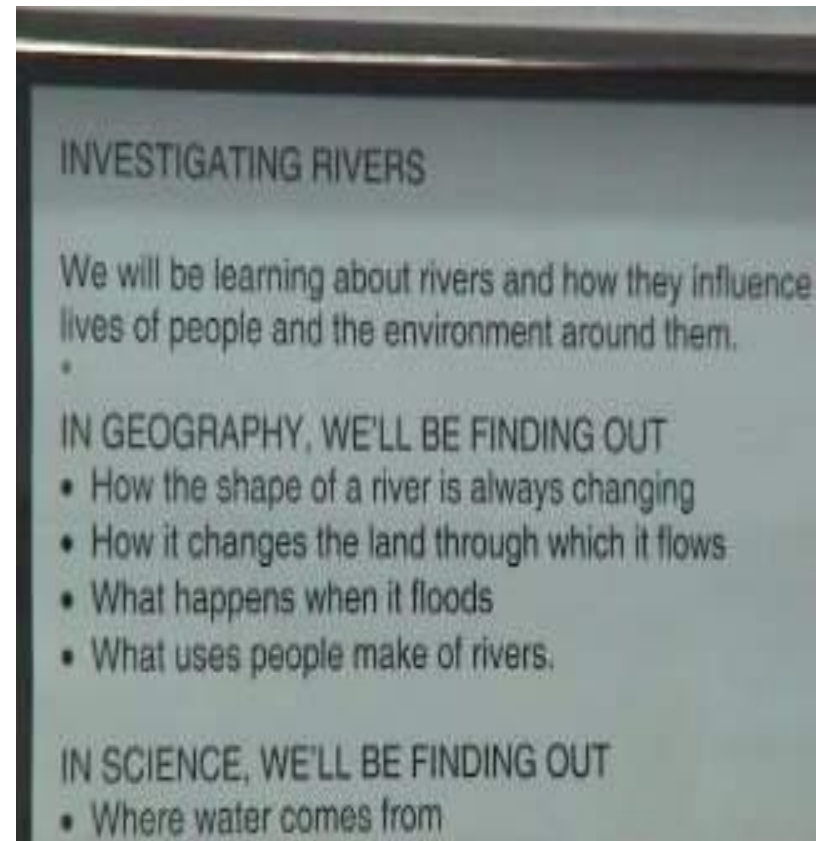 INVESTIGATING RIVERS
We will be learning about rivers and how they influence
lives of people and the environment around them.
IN GEOGRAPHY, WE'LL BE FINDING OUT
• How the shape of a river is always changing
• How it changes the land through which it flows
• What happens when it floods
• What uses people make of rivers.
IN SCIENCE, WE'LL BE FINDING OUT
• Where water comes from